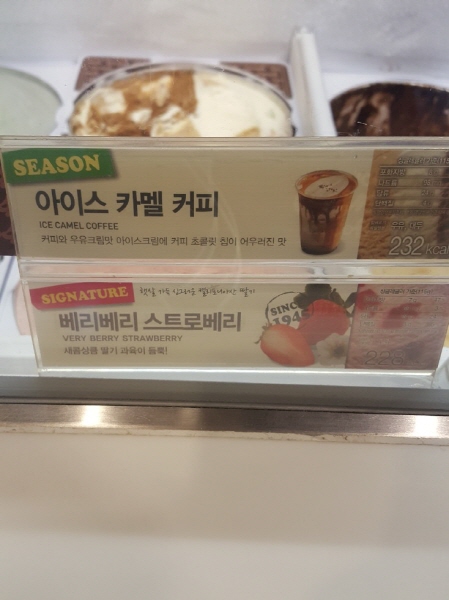 SEASON
아이스 카멜 커피
ICE CAMEL COFFEE
커피와 우유크림맛 아이스크림에 커피 초콜릿 칩이 어우러진 맛
232 Kcal
SIGNATURE
베리베리 스트로베리
VERY BERRY STRAWBERRY
새콤상콤 딸기 과육이 듬뿍!
SINCE
194